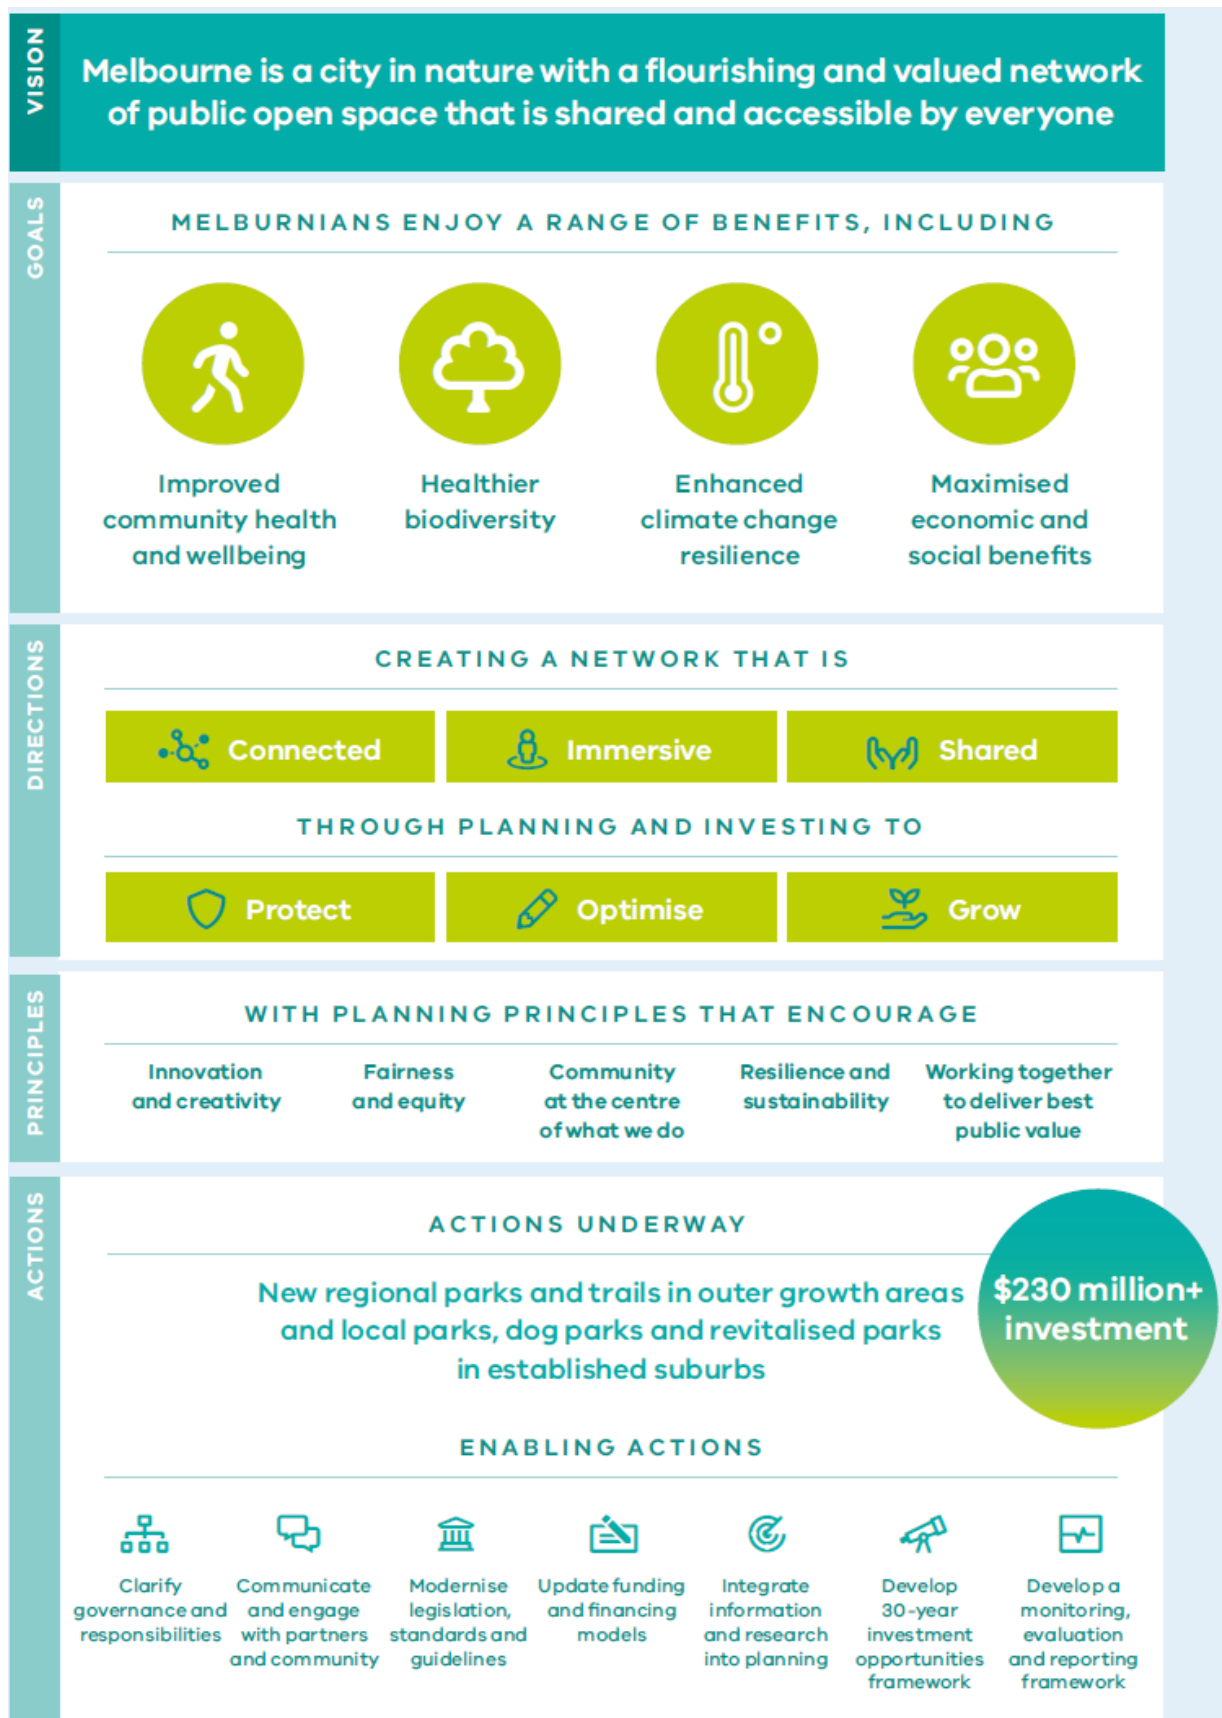 VISION
Melbourne is a city in nature with a flourishing and valued network
of public open space that is shared and accessible by everyone
GOALS
MELBURNIANS ENJOY A RANGE OF BENEFITS, INCLUDING
Improved
community health
and wellbeing
Healthier
biodiversity
Enhanced
climate change
resilience
Maximised
economic and
social benefits
DIRECTIONS
CREATING A NETWORK THAT IS
Connected
Immersive
Shared
THROUGH PLANNING AND INVESTING TO
Protect
Optimise
Grow
PRINCIPLES
WITH PLANNING PRINCIPLES THAT ENCOURAGE
Innovation
and creativity
Fairness
and equity
Community
at the centre
of what we do
Resilience and
sustainability
Working together
to deliver best
public value
ACTIONS
ACTIONS UNDERWAY
New regional parks and trails in outer growth areas
and local parks, dog parks and revitalised parks
in established suburbs
$230 million+
investment
ENABLING ACTIONS
Clarify
governance and
responsibilities
Communicate
and engage
with partners
and community
Modernise
legislation,
standards and
guidelines
Update funding
and financing
models
Integrate
information
and research
into planning
Develop
30-year
investment
opportunities
framework
Develop a
monitoring,
evaluation
and reporting
framework